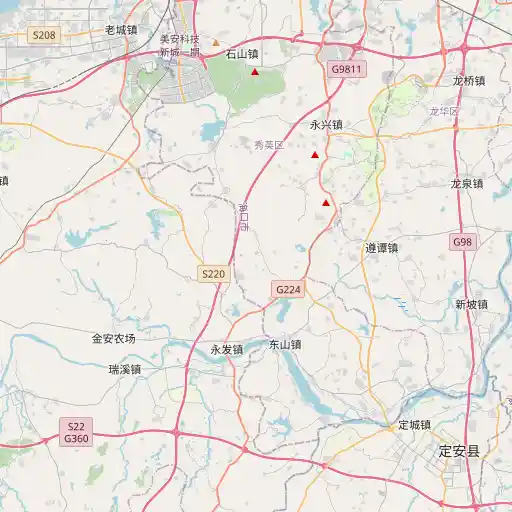 S208
老城镇
美安科技
新城一期
石山镇
G9811
龙桥镇
龙华区
永兴镇
秀英区
镇
龙泉镇
海口市
遵谭镇
G98
S220
G224
新坡镇
金安农场
永发镇
东山镇
瑞溪镇
S22
G360
定城镇
定安县